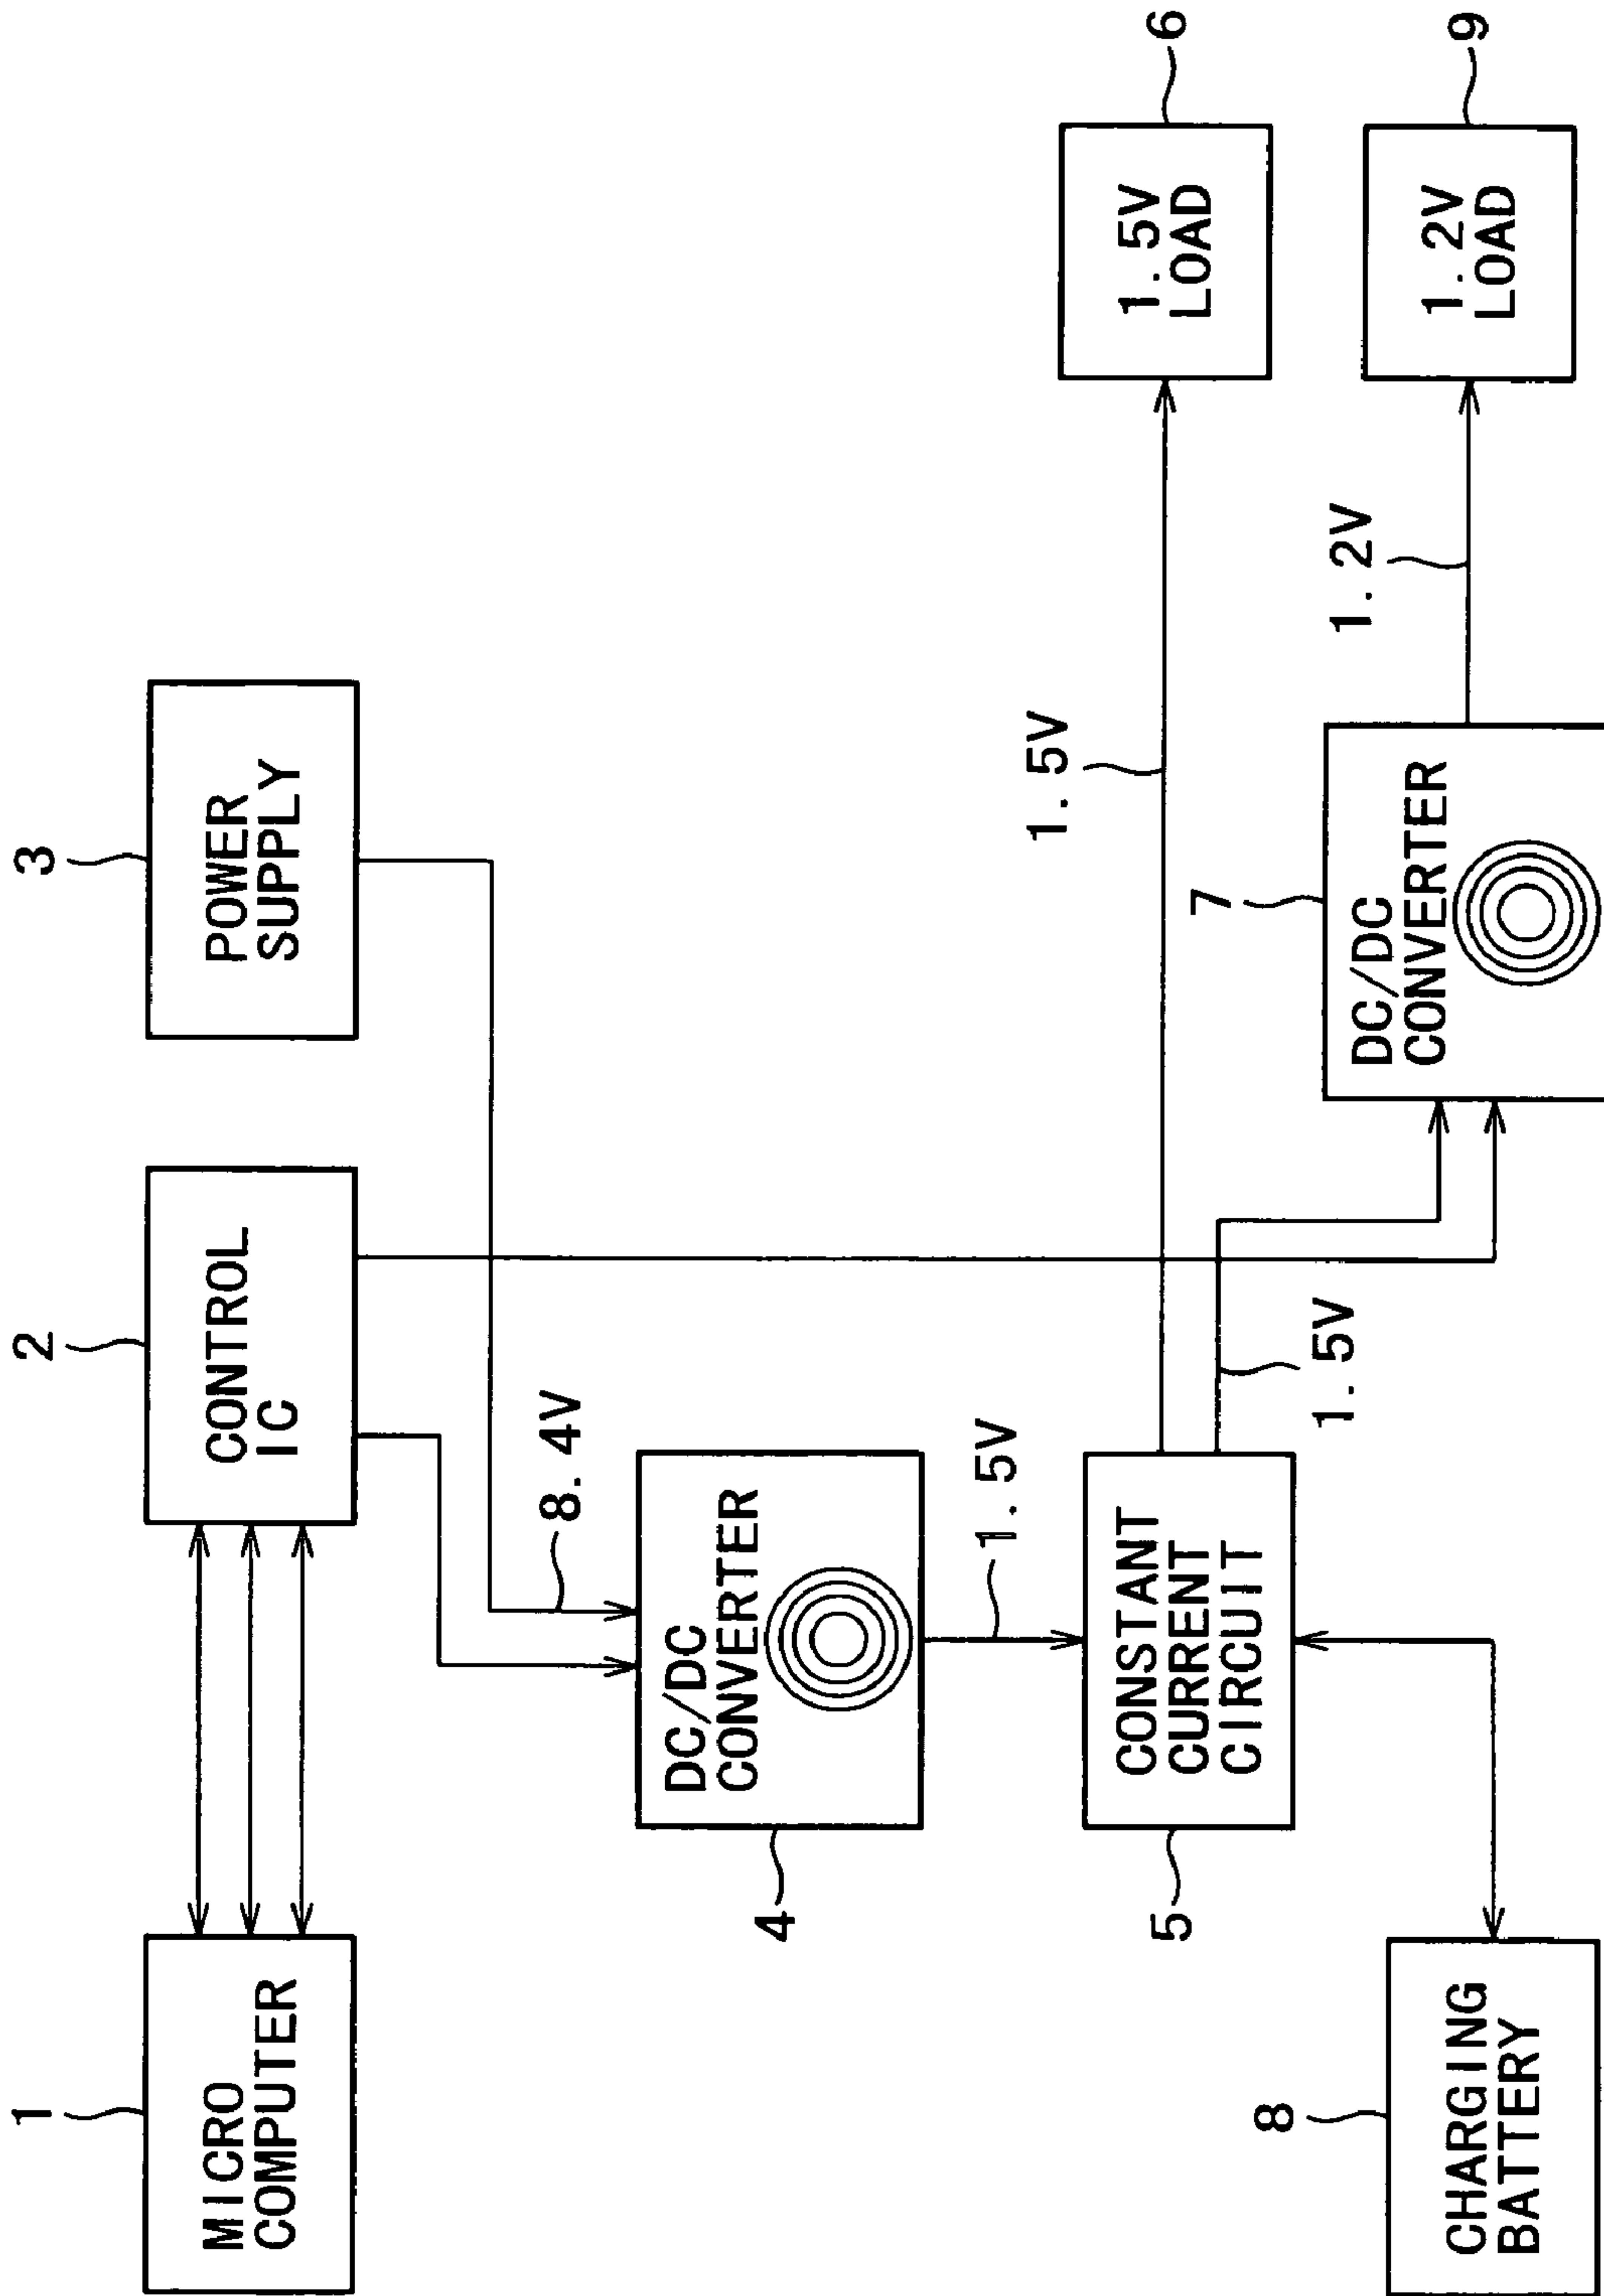 1
MICRO
COMPUTER
2
CONTROL
IC
3
POWER
SUPPLY
8.4V
4
DC/DC
CONVERTER
1.5V
5
CONSTANT
CURRENT
CIRCUIT
1.5V
1.5V
6
1.5V
LOAD
7
DC/DC
CONVERTER
1.2V
8
CHARGING
BATTERY
9
1.2V
LOAD